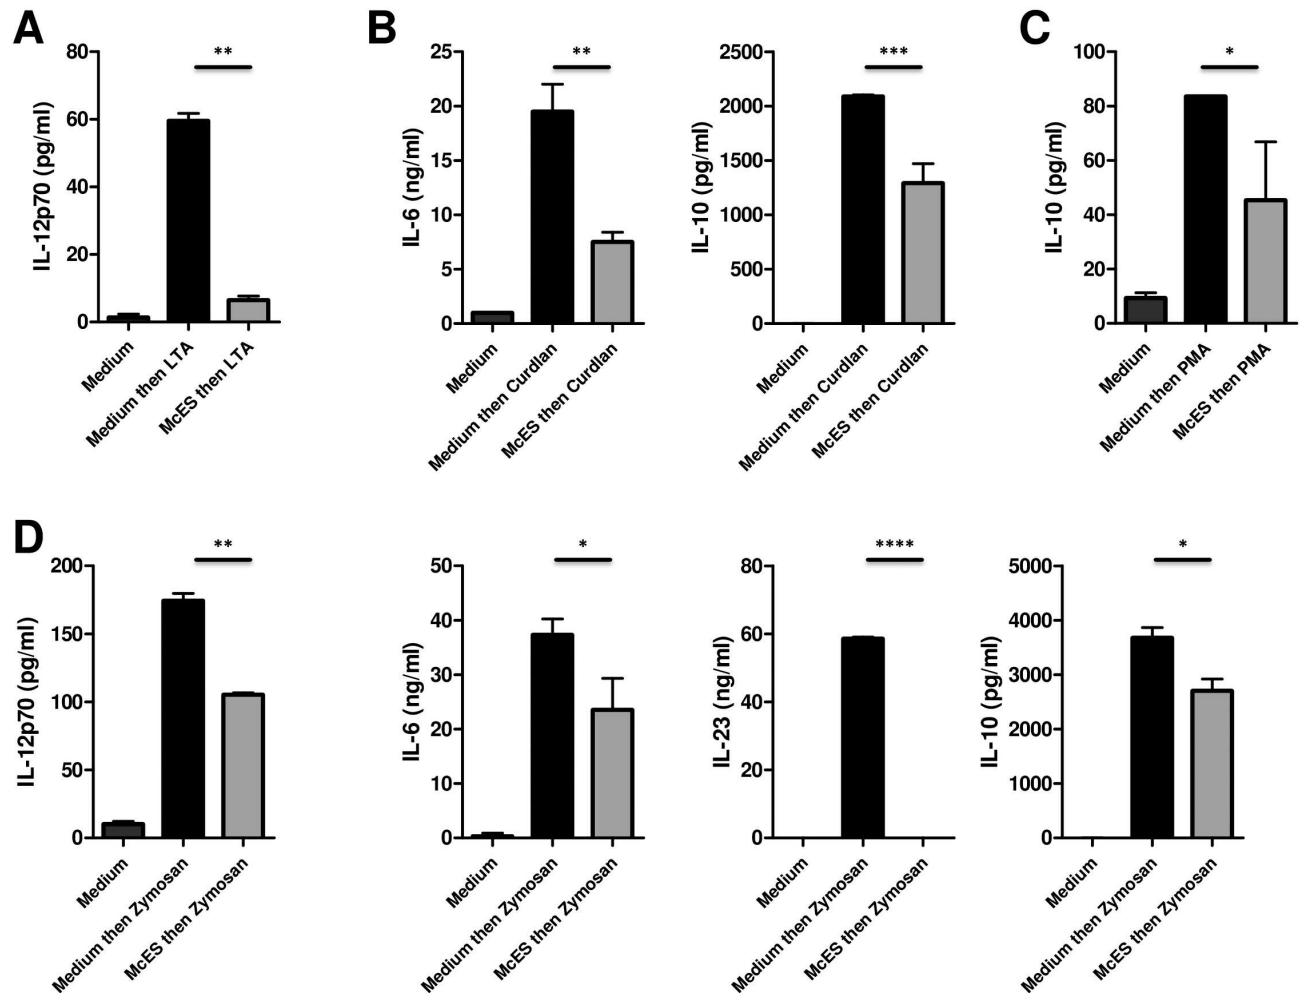 A
IL-12p70 (pg/ml)
80
60
40
20
0
**
Medium
Medium then LTA
McES then LTA
B
IL-6 (ng/ml)
25
20
15
10
5
0
**
Medium
Medium then Curdlan
McES then Curdlan
IL-10 (pg/ml)
2500
2000
1500
1000
500
0
***
Medium
Medium then Curdlan
McES then Curdlan
C
IL-10 (pg/ml)
100
80
60
40
20
0
*
Medium
Medium then PMA
McES then PMA
D
IL-12p70 (pg/ml)
200
150
100
50
0
**
Medium
Medium then Zymosan
McES then Zymosan
IL-6 (ng/ml)
50
40
30
20
10
0
*
Medium
Medium then Zymosan
McES then Zymosan
IL-23 (ng/ml)
80
60
40
20
0
****
Medium
Medium then Zymosan
McES then Zymosan
IL-10 (pg/ml)
5000
4000
3000
2000
1000
0
*
Medium
Medium then Zymosan
McES then Zymosan